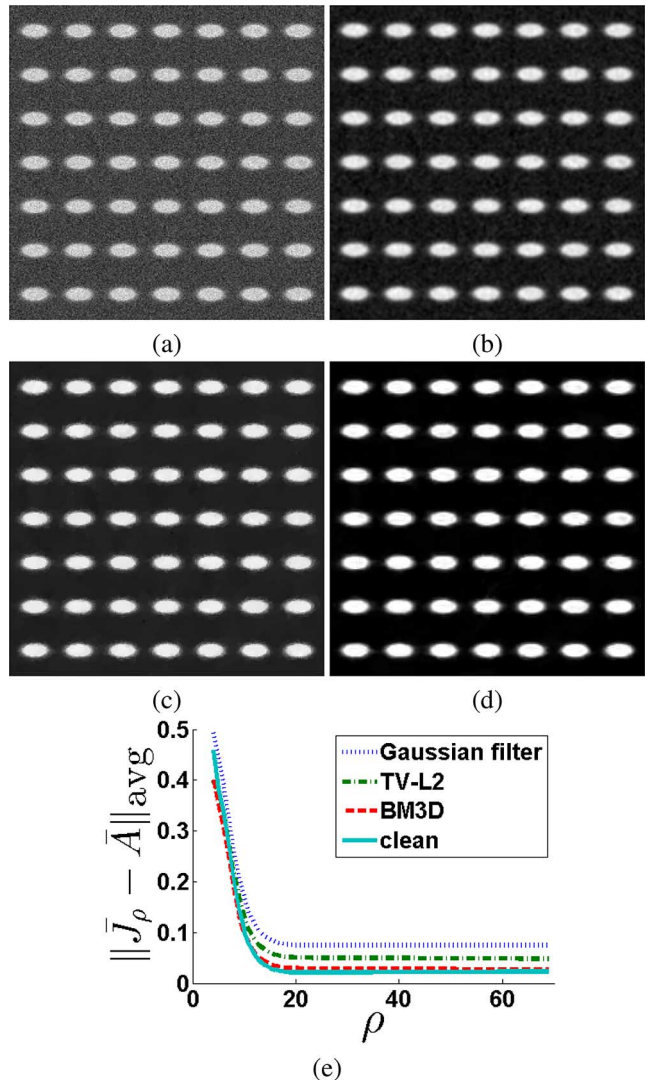 (a) (b)
(c) (d)
0.5
0.4
0.3
0.2
0.1
0
‖J̄ρ − Ā‖avg
Gaussian filter
TV-L2
BM3D
clean
0 20 40 60
ρ
(e)